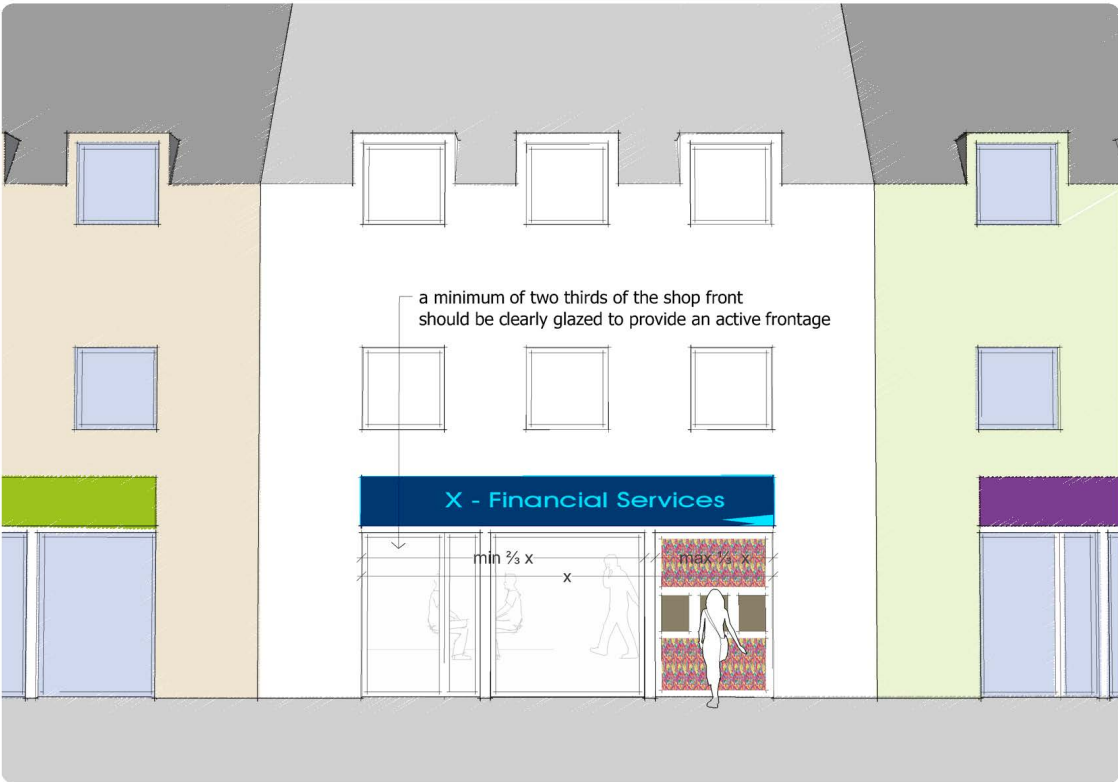 a minimum of two thirds of the shop front
should be clearly glazed to provide an active frontage
X - Financial Services
min ⅔ x
max ⅓ x
x